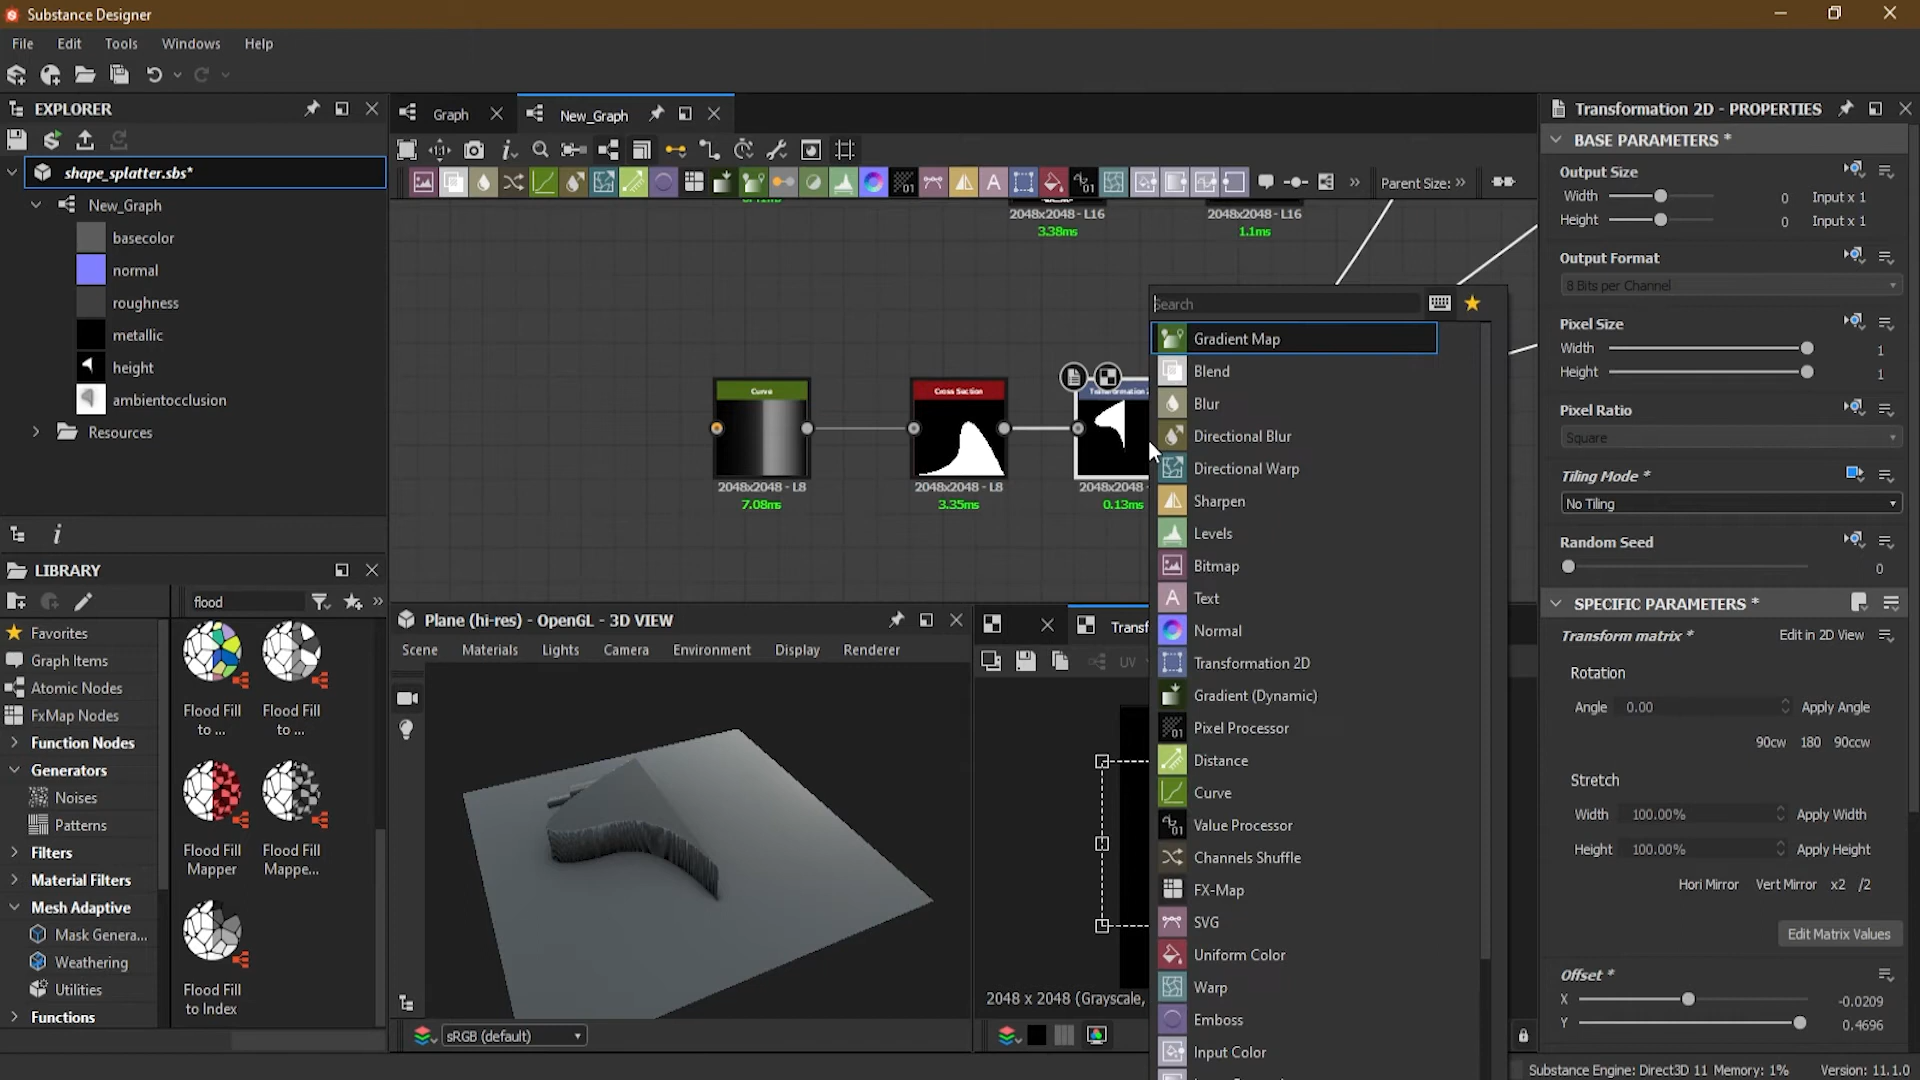 Substance Designer
File Edit Tools Windows Help
EXPLORER
shape_splatter.sbs*
New_Graph
basecolor
normal
roughness
metallic
height
ambientocclusion
Resources
LIBRARY
flood
Favorites
Graph Items
Atomic Nodes
FxMap Nodes
Function Nodes
Generators
Noises
Patterns
Filters
Material Filters
Mesh Adaptive
Mask Genera...
Weathering
Utilities
Functions
Flood Fill to ...
Flood Fill to ...
Flood Fill Mapper
Flood Fill Mappe...
Flood Fill to Index
Graph
New_Graph
Parent Size:
2048x2048 - L16
3.38ms
2048x2048 - L16
1.1ms
Curve
2048x2048 - L8
7.08ms
Cross Section
2048x2048 - L8
3.35ms
Transformation 2
2048x2048 -
0.13ms
Search
Gradient Map
Blend
Blur
Directional Blur
Directional Warp
Sharpen
Levels
Bitmap
Text
Normal
Transformation 2D
Gradient (Dynamic)
Pixel Processor
Distance
Curve
Value Processor
Channels Shuffle
FX-Map
SVG
Uniform Color
Warp
Emboss
Input Color
Plane (hi-res) - OpenGL - 3D VIEW
Scene Materials Lights Camera Environment Display Renderer
sRGB (default)
Transf
UV
2048 x 2048 (Grayscale,
Transformation 2D - PROPERTIES
BASE PARAMETERS *
Output Size
Width 0 Input x 1
Height 0 Input x 1
Output Format
8 Bits per Channel
Pixel Size
Width 1
Height 1
Pixel Ratio
Square
Tiling Mode *
No Tiling
Random Seed
0
SPECIFIC PARAMETERS *
Transform matrix * Edit in 2D View
Rotation
Angle 0.00 Apply Angle
90cw 180 90ccw
Stretch
Width 100.00% Apply Width
Height 100.00% Apply Height
Hori Mirror Vert Mirror x2 /2
Edit Matrix Values
Offset *
X -0.0209
Y 0.4696
Substance Engine: Direct3D 11 Memory: 1% Version: 11.1.0